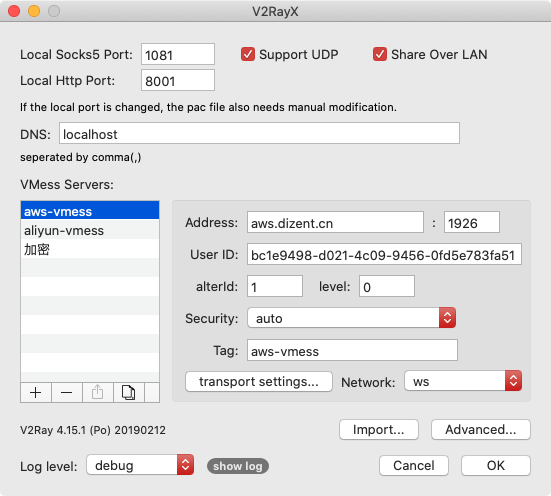 V2RayX
Local Socks5 Port: 1081 Support UDP Share Over LAN
Local Http Port: 8001
If the local port is changed, the pac file also needs manual modification.
DNS: localhost
seperated by comma(,)
VMess Servers:
aws-vmess
aliyun-vmess
加密
Address: aws.dizent.cn : 1926
User ID: bc1e9498-d021-4c09-9456-0fd5e783fa51
alterId: 1 level: 0
Security: auto
Tag: aws-vmess
transport settings... Network: ws
V2Ray 4.15.1 (Po) 20190212 Import... Advanced...
Log level: debug show log Cancel OK